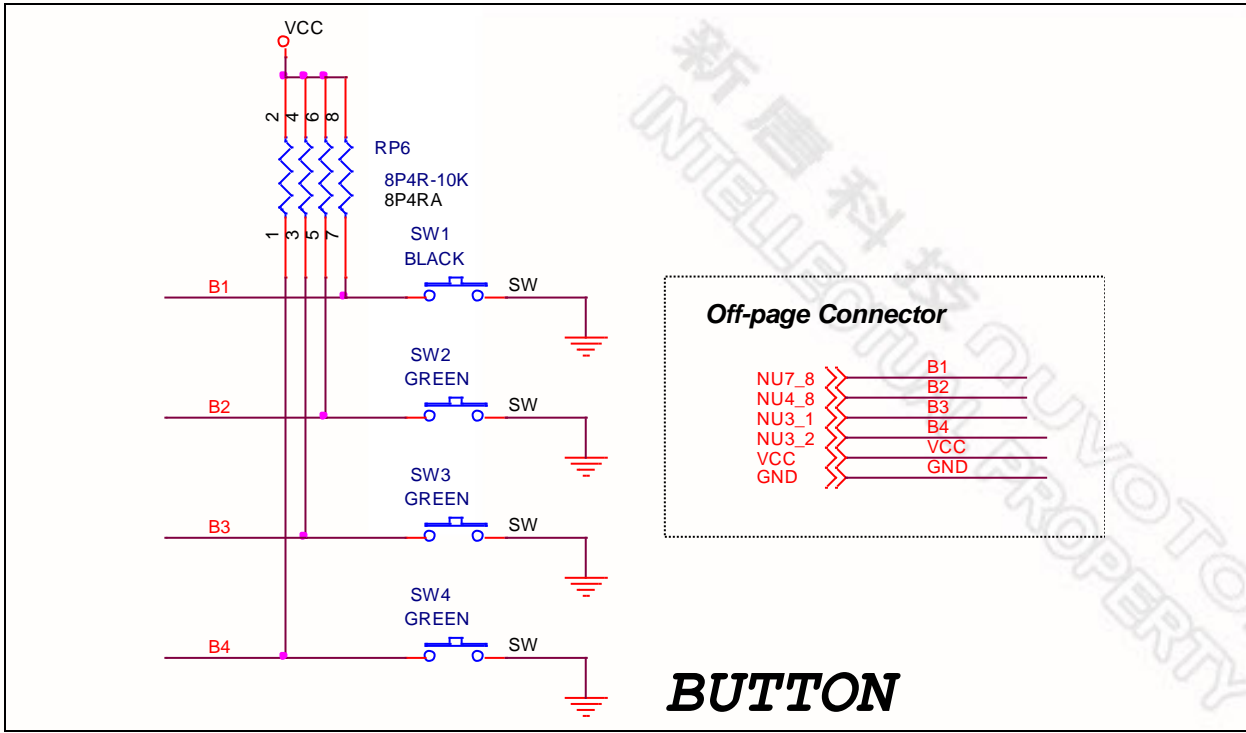 VCC
2 4 6 8
RP6
8P4R-10K
8P4RA
1 3 5 7
SW1
BLACK
B1
SW
SW2
GREEN
B2
SW
SW3
GREEN
B3
SW
SW4
GREEN
B4
SW
Off-page Connector
NU7_8 B1
NU4_8 B2
NU3_1 B3
NU3_2 B4
VCC VCC
GND GND
BUTTON
新唐科技 nuvoTon
INTELLEOTUAL PROPERTY